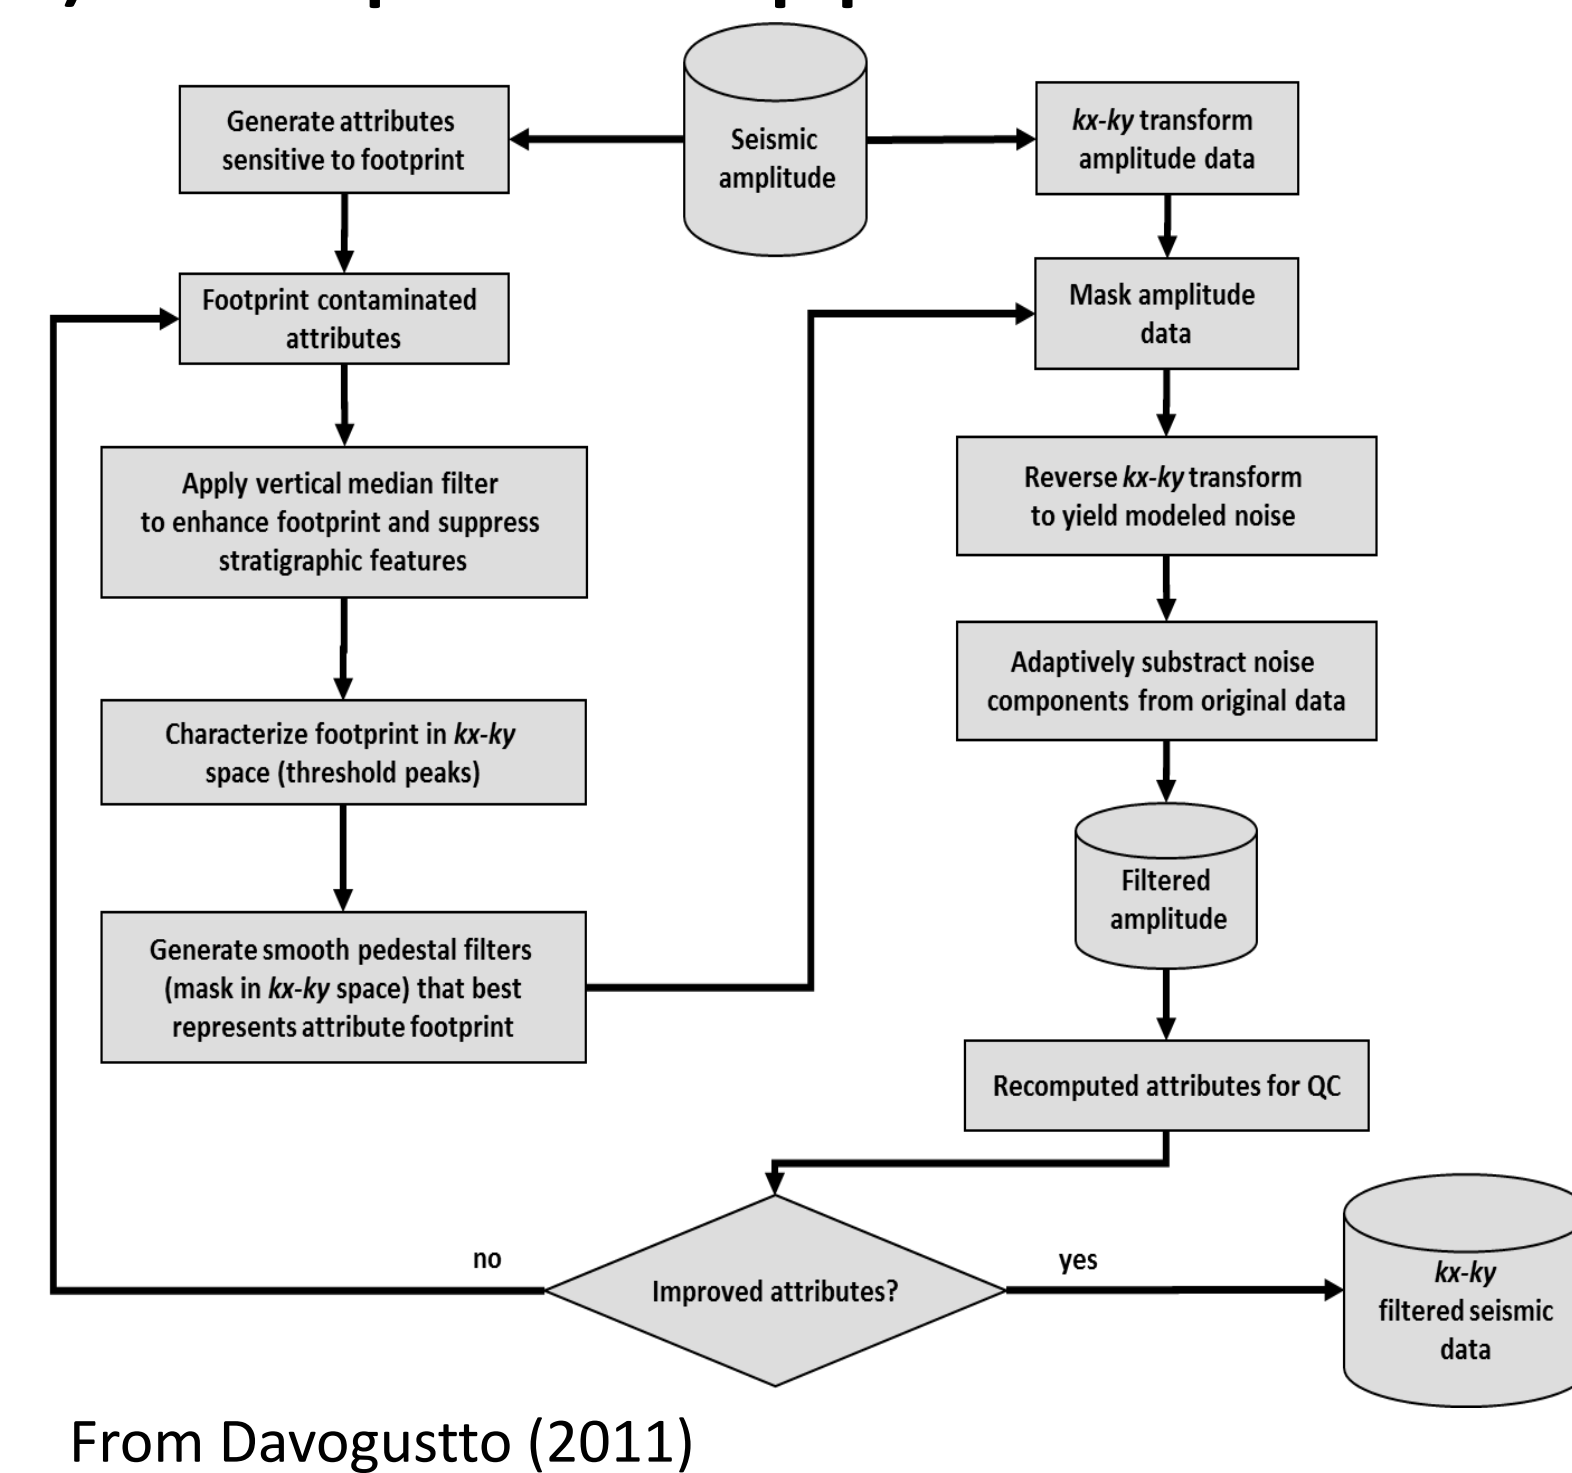 Seismic
amplitude
Generate attributes
sensitive to footprint
Footprint contaminated
attributes
Apply vertical median filter
to enhance footprint and suppress
stratigraphic features
Characterize footprint in kx-ky
space (threshold peaks)
Generate smooth pedestal filters
(mask in kx-ky space) that best
represents attribute footprint
kx-ky transform
amplitude data
Mask amplitude
data
Reverse kx-ky transform
to yield modeled noise
Adaptively substract noise
components from original data
Filtered
amplitude
Recomputed attributes for QC
Improved attributes?
no
yes
kx-ky
filtered seismic
data
From Davogustto (2011)